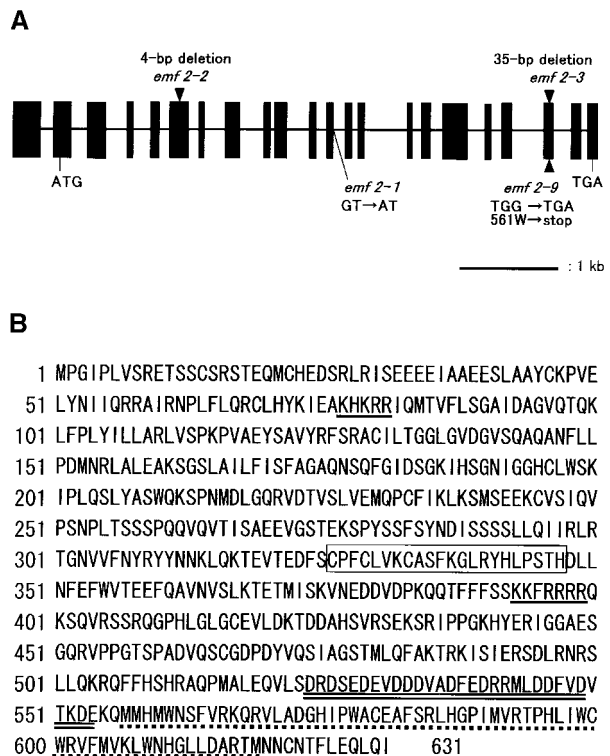 A
4-bp deletion
emf 2-2
35-bp deletion
emf 2-3
ATG
emf 2-1
GT→AT
emf 2-9
TGG →TGA
561W→stop
TGA
: 1 kb
B
1 MPGIPLVSRETSSCSRSTEQMCHEDSRLRISEEEEIAAEESLAAYCKPVE
51 LYNIIQRRAIRNPLFLQRCLHYKIEAKHKRRIQMTVFLSGAIDAGVQTQK
101 LFPLYILLARLVSPKPVAEYSAVYRFSRACILTGGLGVDGVSQAQANFLL
151 PDMNRLALEAKSGSLAILFISFAGAQNSQFGIDSGKIHSGNIGGHCLWSK
201 IPLQSLYASWQKSPNMDLGQRVDTVSLVEMQPCFIKLKSMSEEKCVSIQV
251 PSNPLTSSSPQQVQVTISAEEVGSTEKSPYSSFSYNDISSSSLLQIIRLR
301 TGNVVFNYRYYNNKLQKTEVTEDFSCPFCLVKCASFKGLRYHLPSTHDLL
351 NFEFWVTEEFQAVNVSLKTETMISKVNEDDVDPKQQTFFFSSKKFRRRRQ
401 KSQVRSSRQGPHLGLGCEVLDKTDDAHSVRSEKSRIPPGKHYERIGGAES
451 GQRVPPGTSPADVQSCGDPDYVQSIAGSTMLQFAKTRKISIERSDLRNRS
501 LLQKRQFFHSHRAQPMALEQVLSDRDSEDEVDDDVADFEDRRMLDDFVDV
551 TKDEKQMMHMWNSFVRKQRVLADGHIPWACEAFSRLHGPIMVRTPHLIWC
600 WRVFMVKLWNHGLLDARTMNNCNTFLEQLQI 631